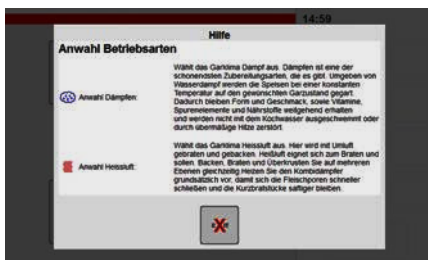 14:59
Hilfe
Anwahl Betriebsarten
Wählt das Garklima Dampf aus. Dämpfen ist eine der
schonendsten Zubereitungsarten, die es gibt. Umgeben von
Wasserdampf werden die Speisen bei einer konstanten
Anwahl Dämpfen:
Temperatur auf den gewünschten Garzustand gegart.
Dadurch bleiben Form und Geschmack, sowie Vitamine,
Spurenelemente und Nährstoffe weitgehend erhalten
und werden nicht mit dem Kochwasser ausgeschwemmt oder
durch übermäßige Hitze zerstört.
Wählt das Garklima Heissluft aus. Hier wird mit Umluft
gebraten und gebacken. Heißluft eignet sich zum Braten und
Anwahl Heissluft:
sollen. Backen, Braten und Überkrusten Sie auf mehreren
Ebenen gleichzeitig.Heizen Sie den Kombidämpfer
grundsätzlich vor, damit sich die Fleischporen schneller
schließen und die Kurzbratstücke saftiger bleiben.